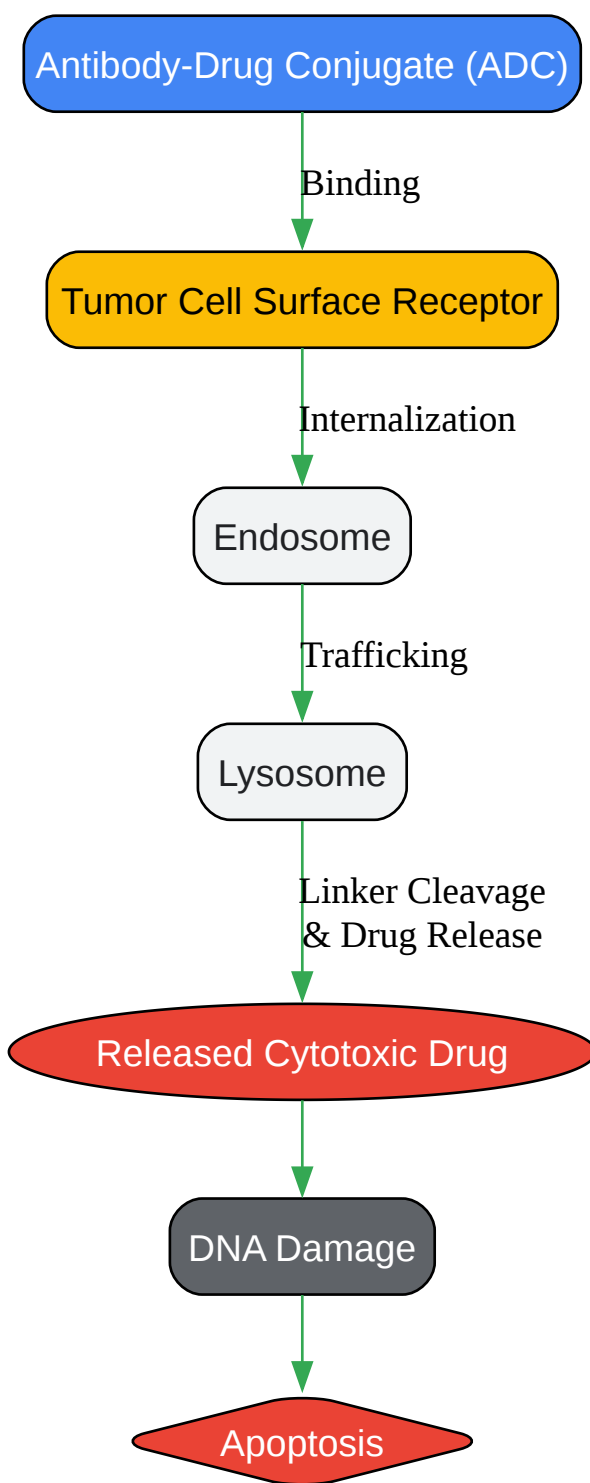 Antibody-Drug Conjugate (ADC)
Binding
Tumor Cell Surface Receptor
Internalization
Endosome
Trafficking
Lysosome
Linker Cleavage
& Drug Release
Released Cytotoxic Drug
DNA Damage
Apoptosis